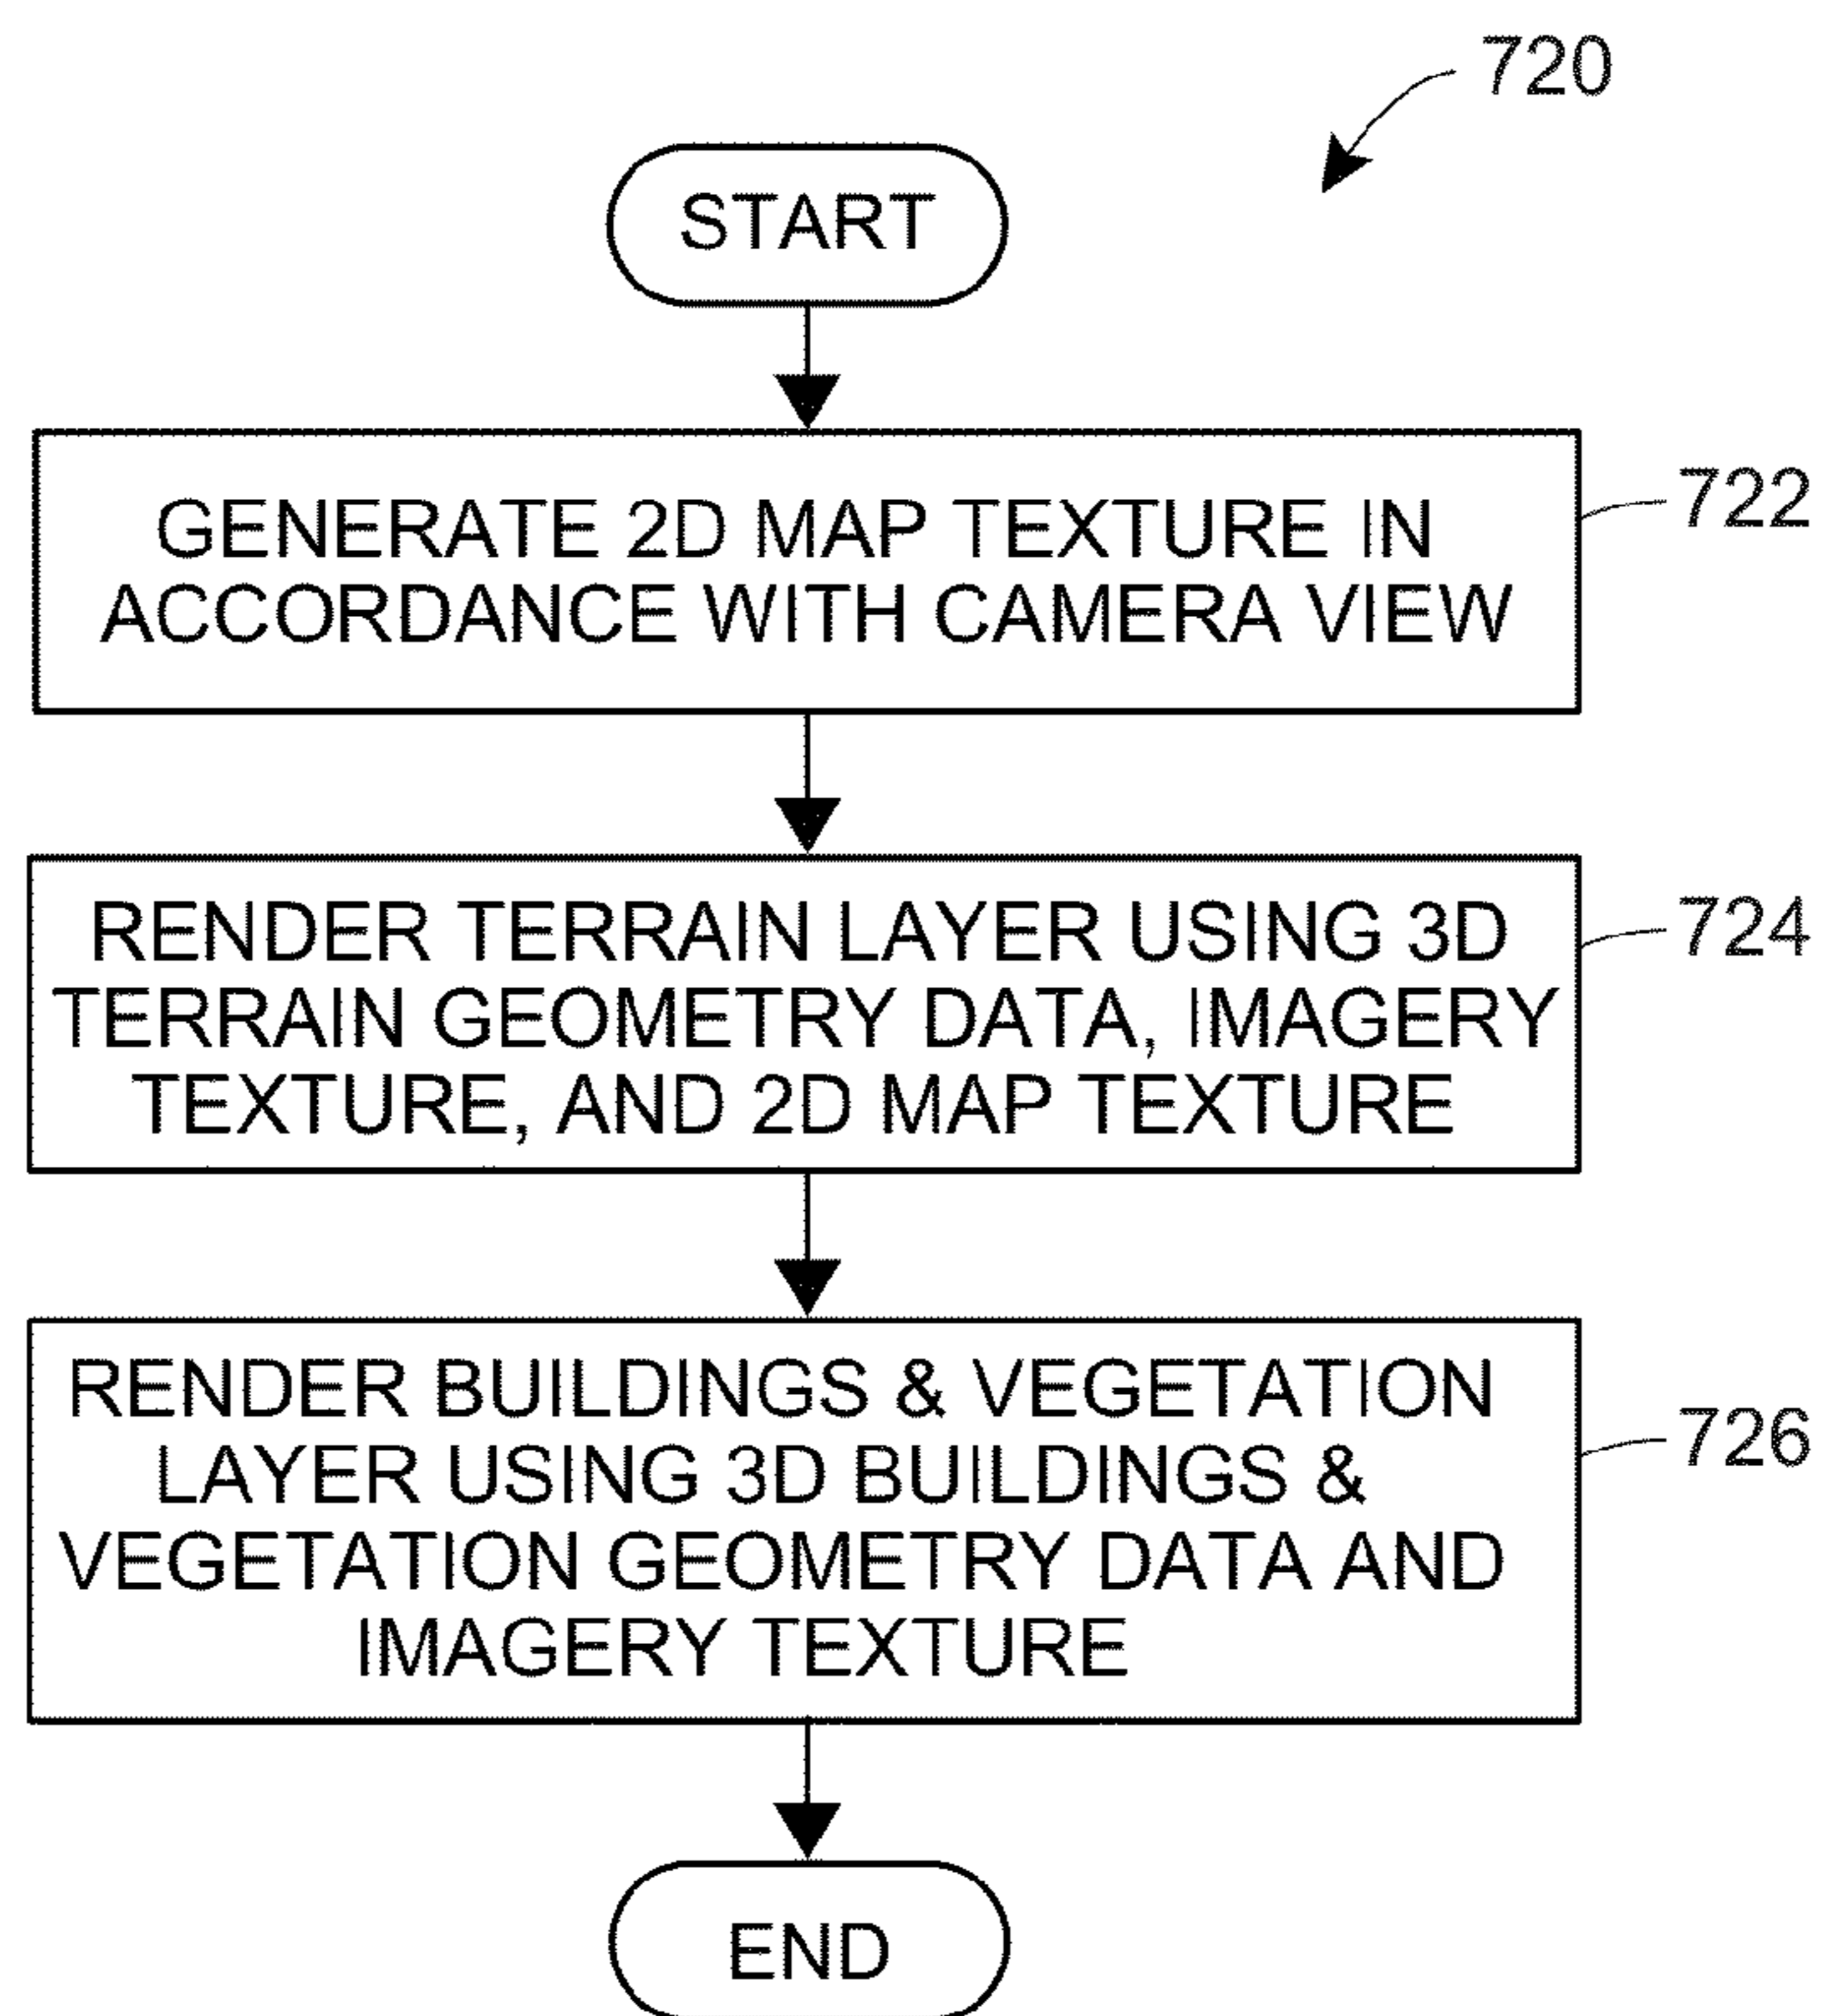 720
START
GENERATE 2D MAP TEXTURE IN
ACCORDANCE WITH CAMERA VIEW
722
RENDER TERRAIN LAYER USING 3D
TERRAIN GEOMETRY DATA, IMAGERY
TEXTURE, AND 2D MAP TEXTURE
724
RENDER BUILDINGS & VEGETATION
LAYER USING 3D BUILDINGS &
VEGETATION GEOMETRY DATA AND
IMAGERY TEXTURE
726
END